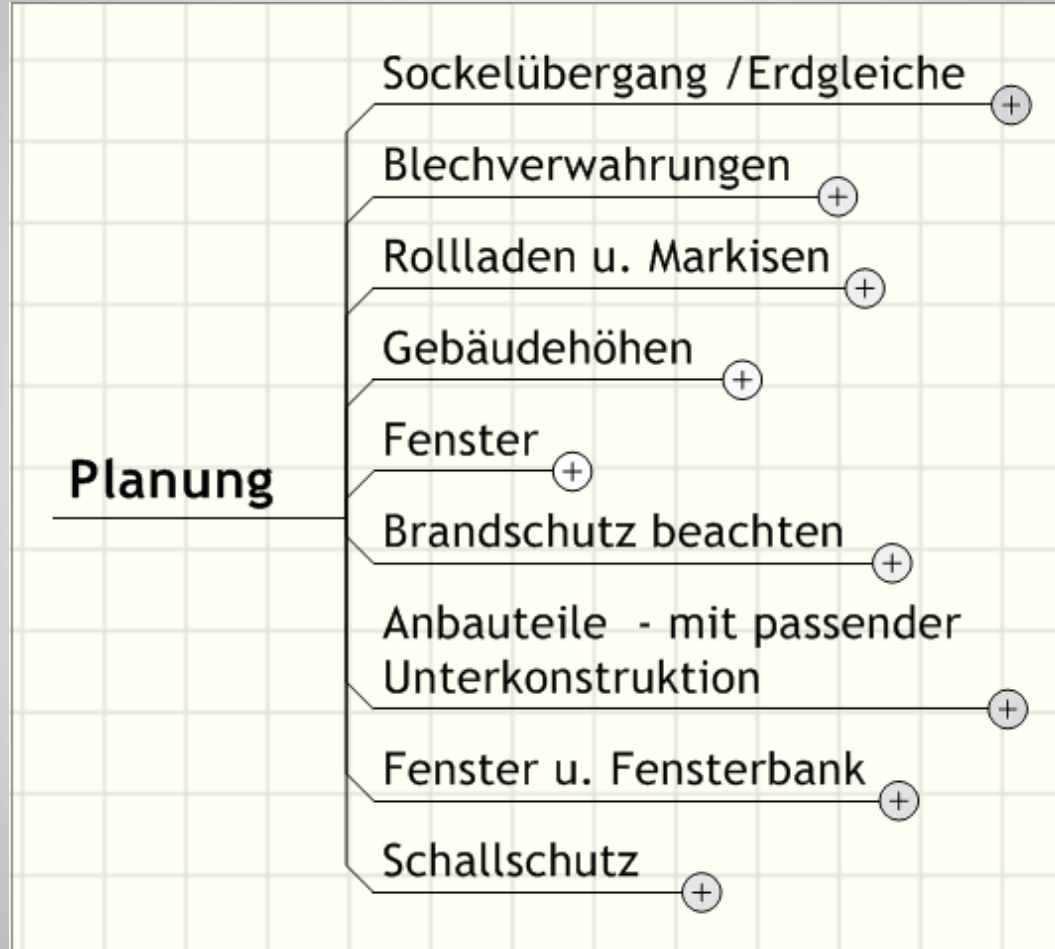 Sockelübergang /Erdgleiche
Blechverwahrungen
Rollladen u. Markisen
Gebäudehöhen
Fenster
Planung
Brandschutz beachten
Anbauteile - mit passender
Unterkonstruktion
Fenster u. Fensterbank
Schallschutz